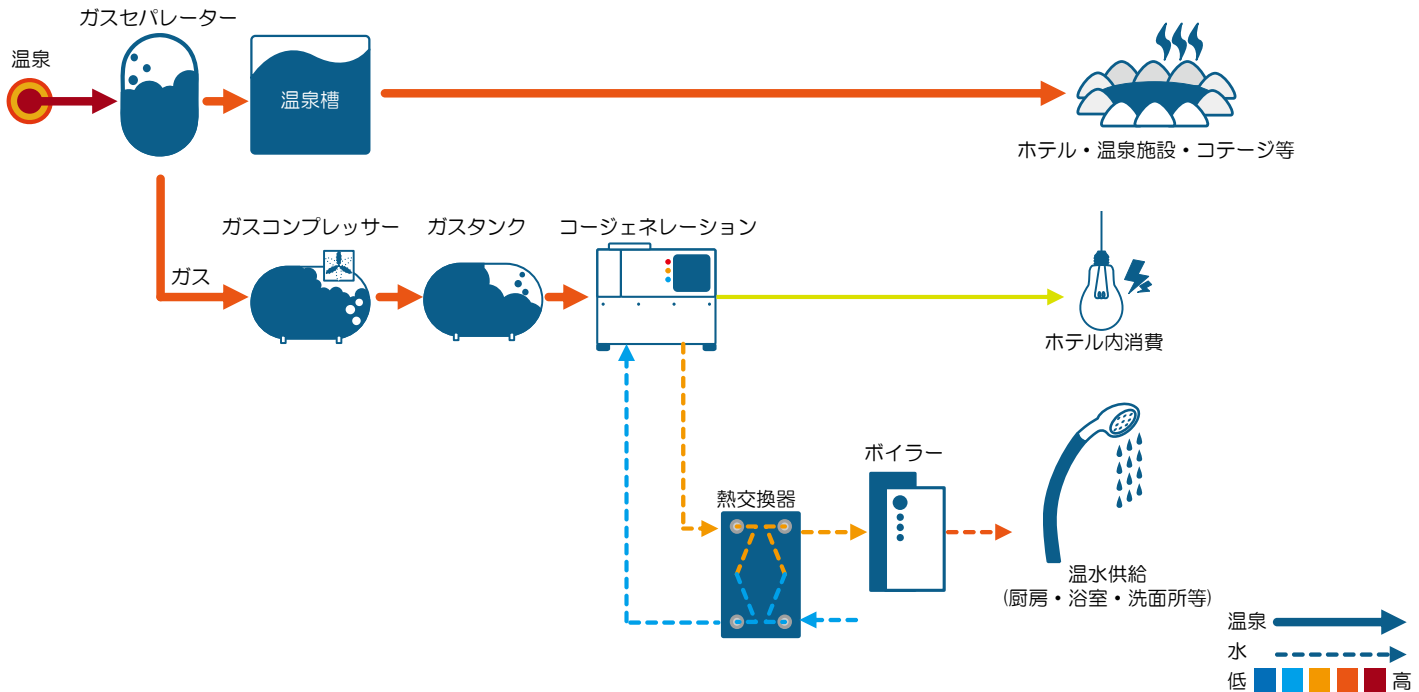 ガスセパレーター
温泉
温泉槽
ホテル・温泉施設・コテージ等
ガスコンプレッサー
ガスタンク
コージェネレーション
ガス
ホテル内消費
ボイラー
熱交換器
温水供給
(厨房・浴室・洗面所等)
温泉
水
低 高